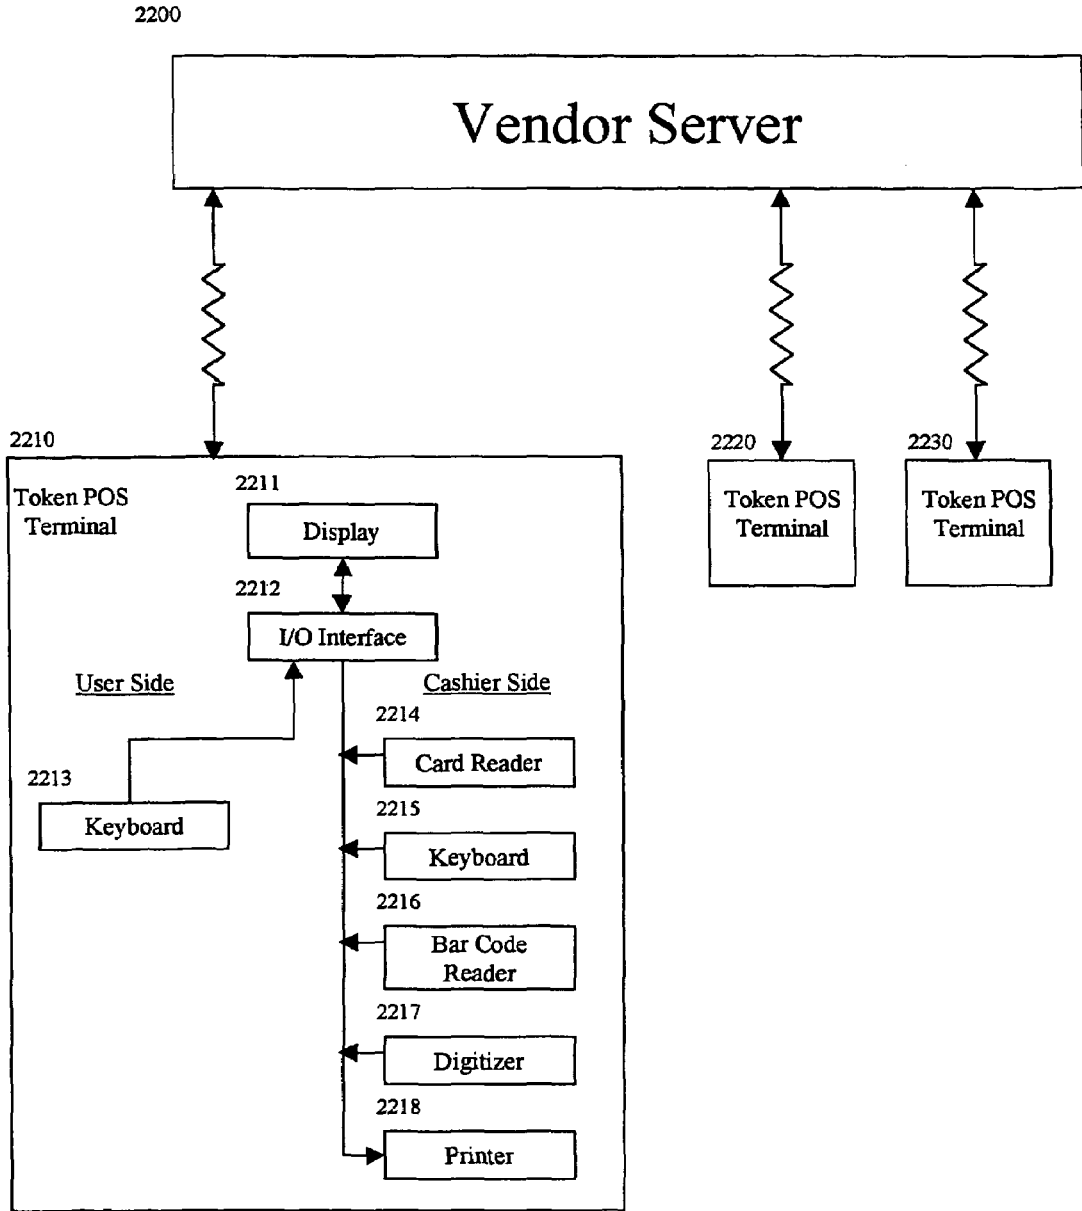 2200
Vendor Server
2210
Token POS
Terminal
2211
Display
2212
I/O Interface
User Side
Cashier Side
2213
Keyboard
2214
Card Reader
2215
Keyboard
2216
Bar Code
Reader
2217
Digitizer
2218
Printer
2220
Token POS
Terminal
2230
Token POS
Terminal